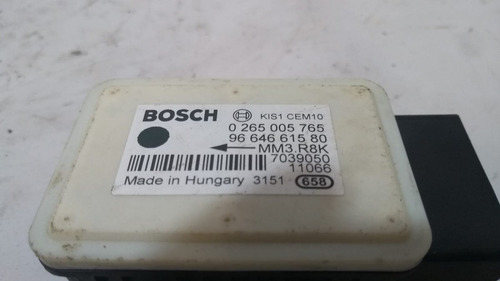 BOSCH KIS1 CEM10
0 265 005 765
96 646 615 80
MM3.R8K
7039050
11066
Made in Hungary 3151 658